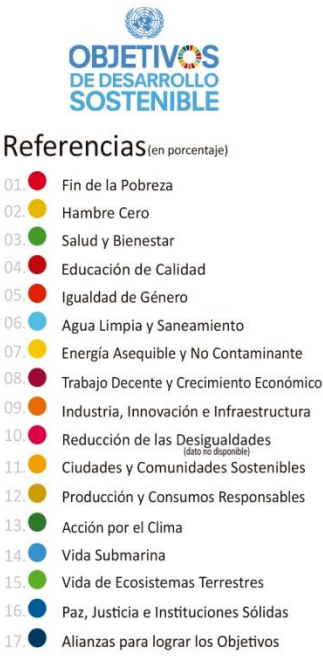 OBJETIVOS
DE DESARROLLO
SOSTENIBLE
Referencias (en porcentaje)
01. Fin de la Pobreza
02. Hambre Cero
03. Salud y Bienestar
04. Educación de Calidad
05. Igualdad de Género
06. Agua Limpia y Saneamiento
07. Energía Asequible y No Contaminante
08. Trabajo Decente y Crecimiento Económico
09. Industria, Innovación e Infraestructura
10. Reducción de las Desigualdades
(dato no disponible)
11. Ciudades y Comunidades Sostenibles
12. Producción y Consumos Responsables
13. Acción por el Clima
14. Vida Submarina
15. Vida de Ecosistemas Terrestres
16. Paz, Justicia e Instituciones Sólidas
17. Alianzas para lograr los Objetivos